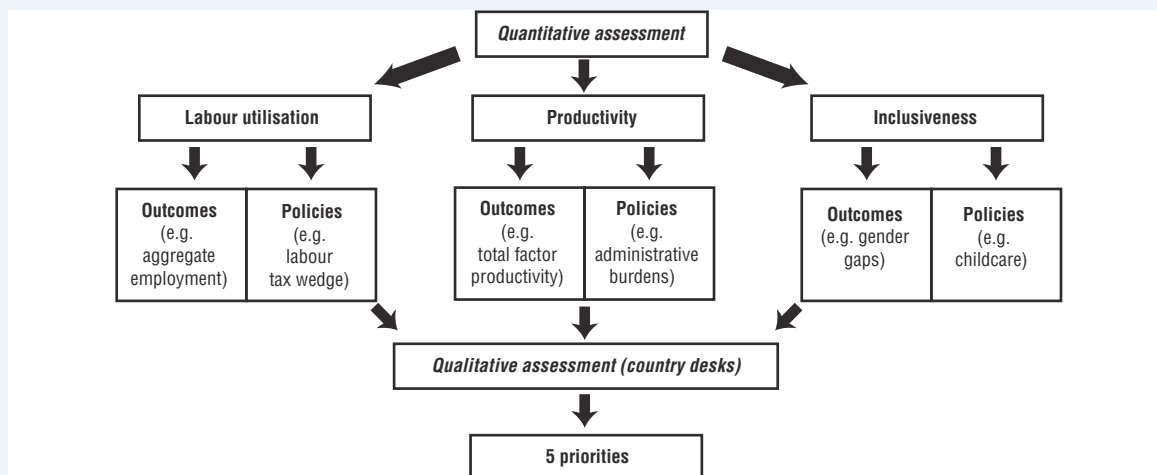 Quantitative assessment
Labour utilisation
Productivity
Inclusiveness
Outcomes
(e.g.
aggregate
employment)
Policies
(e.g.
labour
tax wedge)
Outcomes
(e.g.
total factor
productivity)
Policies
(e.g.
administrative
burdens)
Outcomes
(e.g. gender
gaps)
Policies
(e.g.
childcare)
Qualitative assessment (country desks)
5 priorities